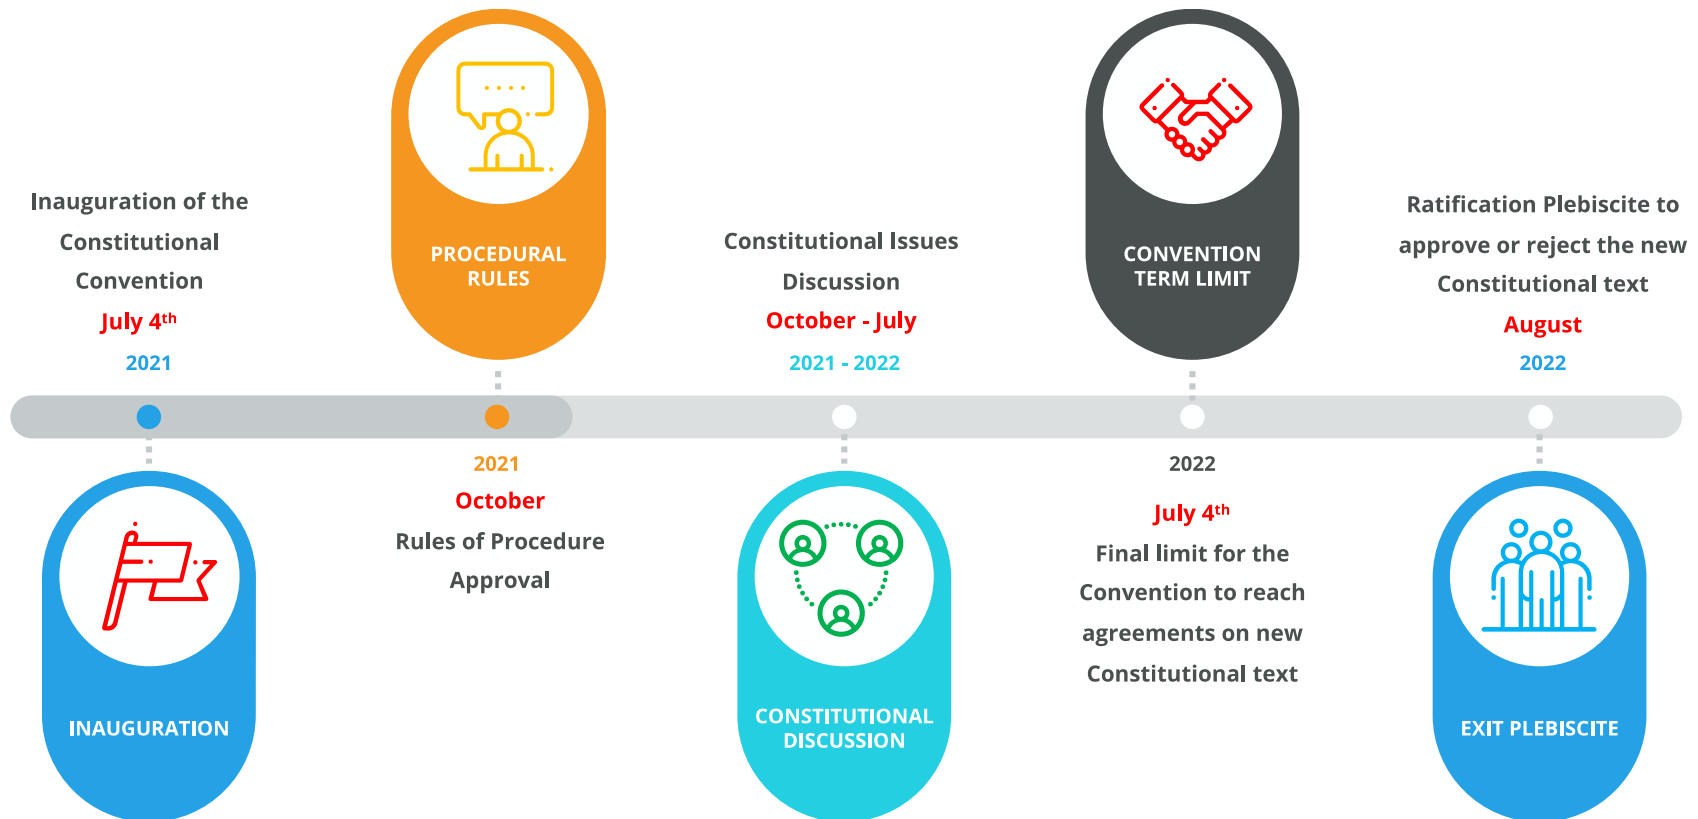 Inauguration of the
Constitutional
Convention
July 4th
2021
INAUGURATION
PROCEDURAL
RULES
2021
October
Rules of Procedure
Approval
Constitutional Issues
Discussion
October - July
2021 - 2022
CONSTITUTIONAL
DISCUSSION
CONVENTION
TERM LIMIT
2022
July 4th
Final limit for the
Convention to reach
agreements on new
Constitutional text
Ratification Plebiscite to
approve or reject the new
Constitutional text
August
2022
EXIT PLEBISCITE